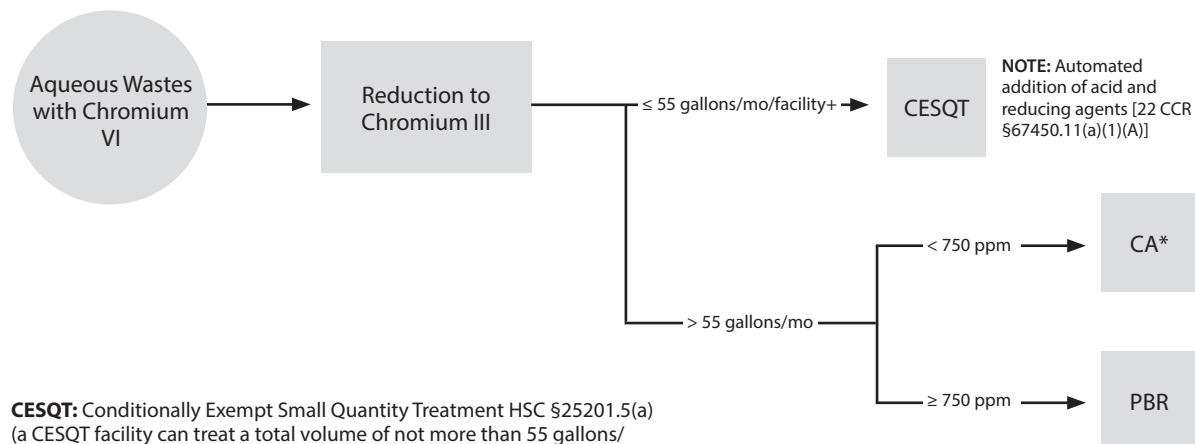 Aqueous Wastes
with Chromium
VI
Reduction to
Chromium III
≤ 55 gallons/mo/facility+
CESQT
NOTE: Automated
addition of acid and
reducing agents [22 CCR
§67450.11(a)(1)(A)]
< 750 ppm
CA*
> 55 gallons/mo
≥ 750 ppm
PBR
CESQT: Conditionally Exempt Small Quantity Treatment HSC §25201.5(a)
(a CESQT facility can treat a total volume of not more than 55 gallons/